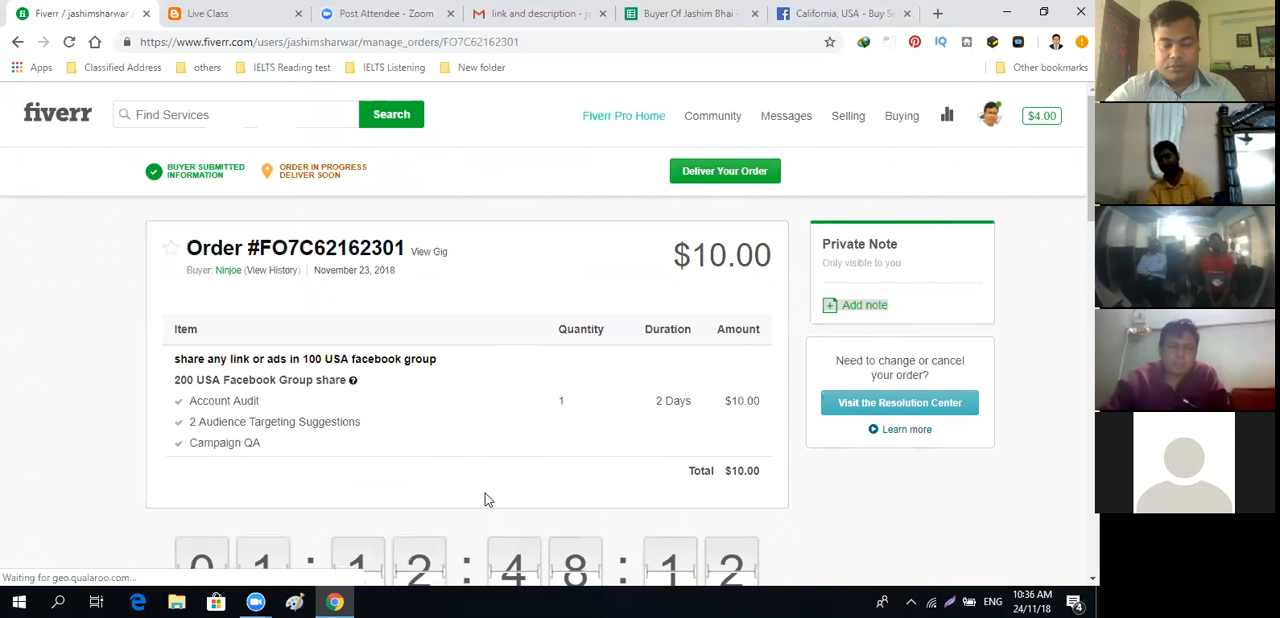 Fiverr / jashimsharwar/
Live Class
Post Attendee - Zoom
link and description - j
Buyer Of Jashim Bhai -
California, USA - Buy Se
https://www.fiverr.com/users/jashimsharwar/manage_orders/FO7C62162301
Apps
Classified Address
others
IELTS Reading test
IELTS Listening
New folder
Other bookmarks
fiverr
Find Services
Search
Fiverr Pro Home
Community
Messages
Selling
Buying
$4.00
BUYER SUBMITTED
INFORMATION
ORDER IN PROGRESS
DELIVER SOON
Deliver Your Order
Order #FO7C62162301 View Gig
$10.00
Buyer: Ninjoe (View History) | November 23, 2018
Item Quantity Duration Amount
share any link or ads in 100 USA facebook group
200 USA Facebook Group share
Account Audit 1 2 Days $10.00
2 Audience Targeting Suggestions
Campaign QA
Total $10.00
01 : 12 : 48 : 12
Private Note
Only visible to you
Add note
Need to change or cancel
your order?
Visit the Resolution Center
Learn more
Waiting for geo.qualaroo.com...
ENG
10:36 AM
24/11/18
4